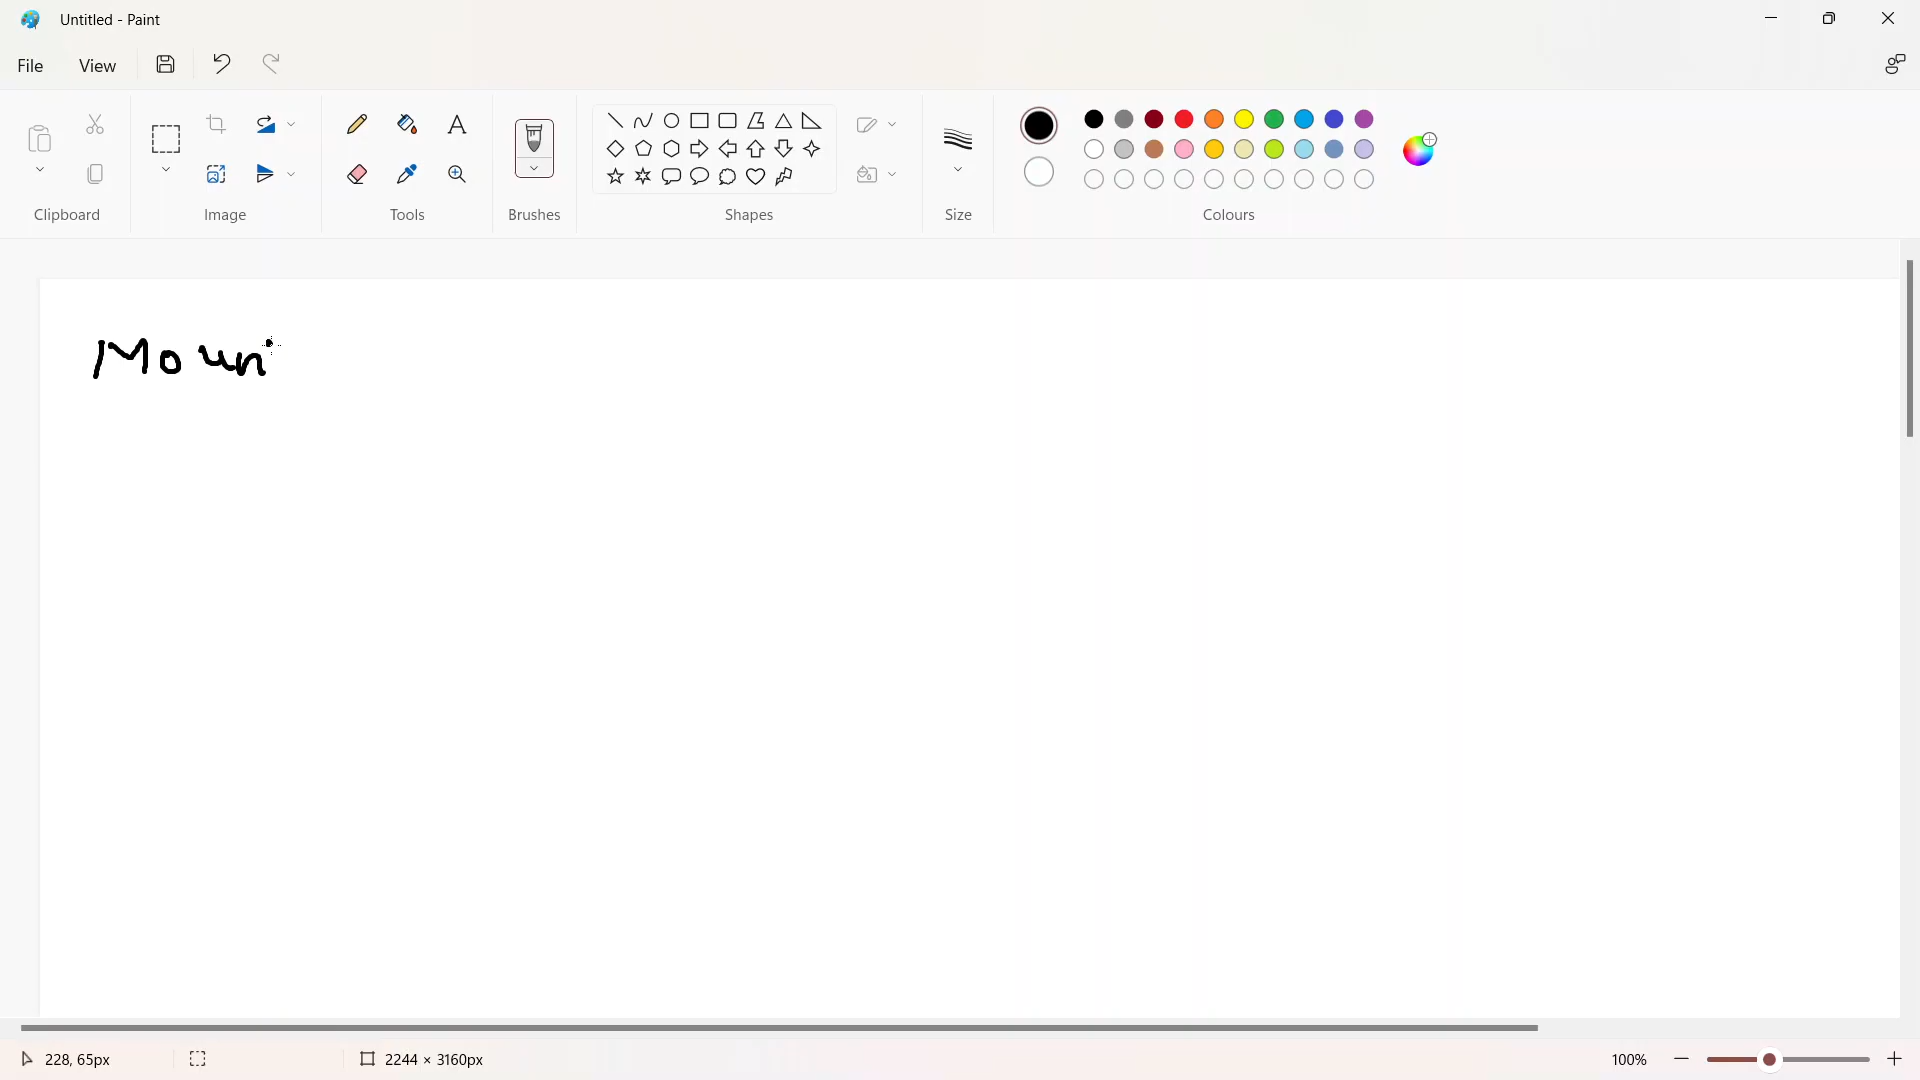 Untitled - Paint
File View
Clipboard Image Tools Brushes Shapes Size Colours
Moun
228, 65px 2244 × 3160px 100%